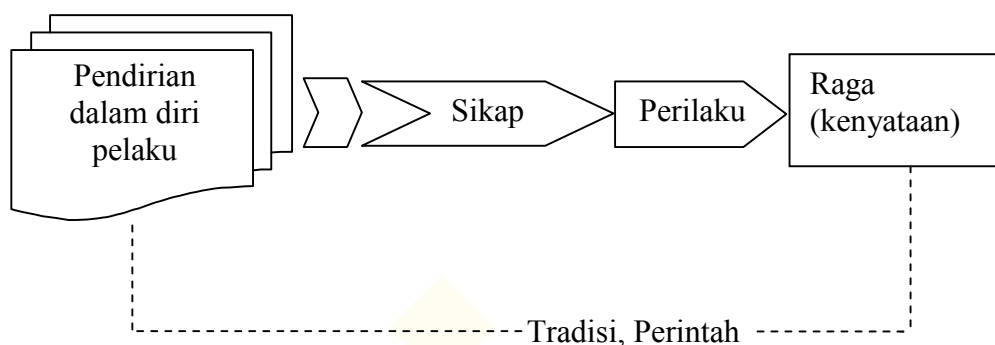 Pendirian
dalam diri
pelaku
Sikap
Perilaku
Raga
(kenyataan)
Tradisi, Perintah